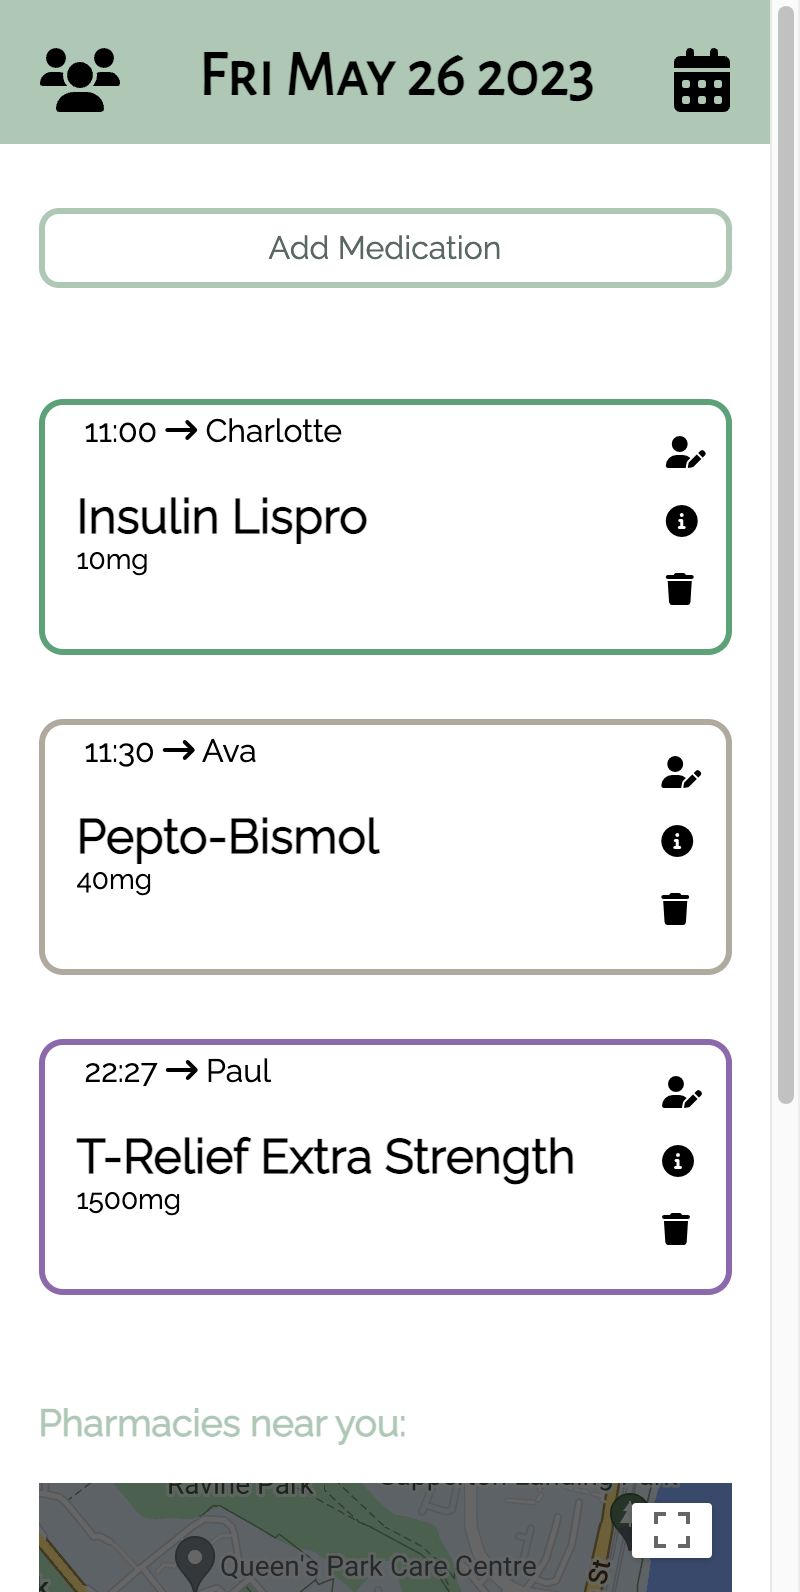 Fri May 26 2023
Add Medication
11:00 → Charlotte
Insulin Lispro
10mg
11:30 → Ava
Pepto-Bismol
40mg
22:27 → Paul
T-Relief Extra Strength
1500mg
Pharmacies near you:
Ravine Park
Queen's Park Care Centre
St